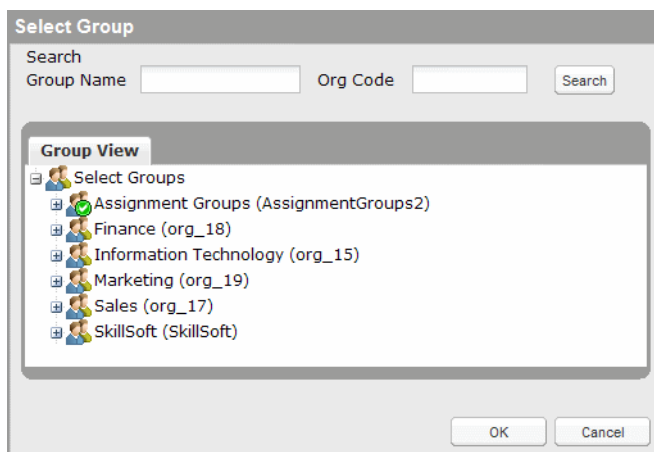 Select Group
Search
Group Name Org Code Search
Group View
Select Groups
Assignment Groups (AssignmentGroups2)
Finance (org_18)
Information Technology (org_15)
Marketing (org_19)
Sales (org_17)
SkillSoft (SkillSoft)
OK Cancel